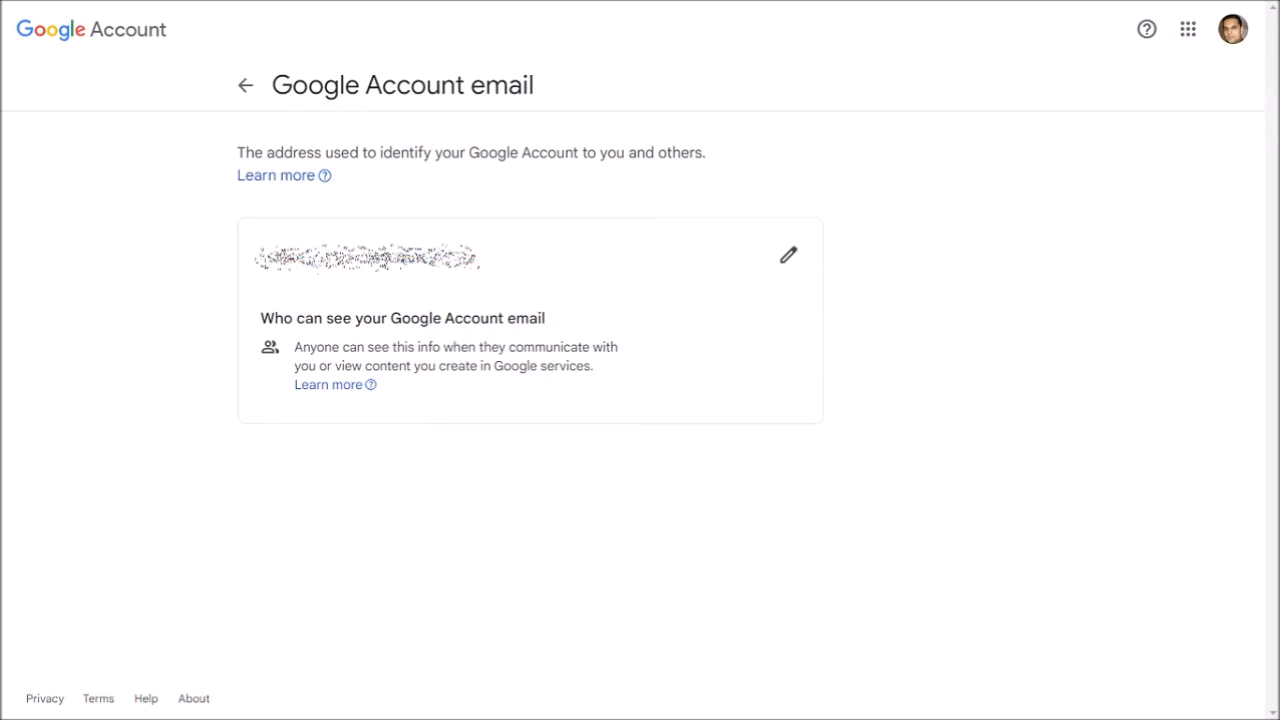 Google Account
Google Account email
The address used to identify your Google Account to you and others.
Learn more
Who can see your Google Account email
Anyone can see this info when they communicate with
you or view content you create in Google services.
Learn more
Privacy Terms Help About